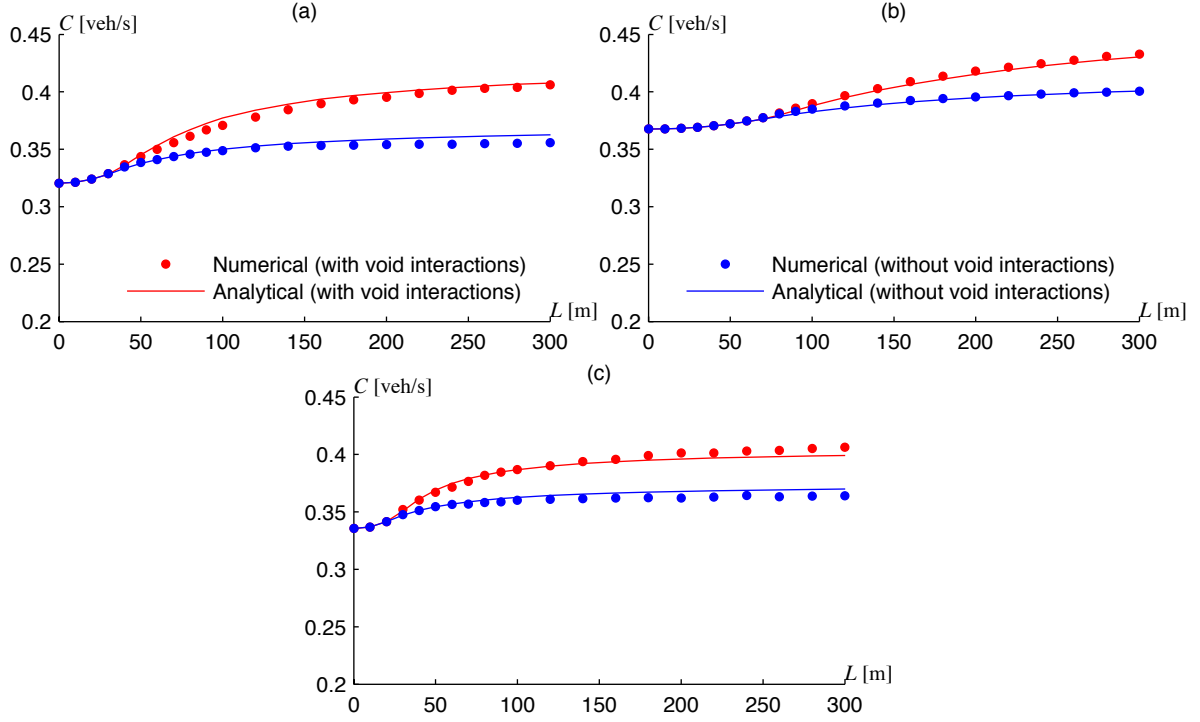 (a)
C [veh/s]
0.45
0.4
0.35
0.3
0.25
0.2
Numerical (with void interactions)
Analytical (with void interactions)
L [m]
0 50 100 150 200 250 300
(b)
C [veh/s]
0.45
0.4
0.35
0.3
0.25
0.2
Numerical (without void interactions)
Analytical (without void interactions)
L [m]
0 50 100 150 200 250 300
(c)
C [veh/s]
0.45
0.4
0.35
0.3
0.25
0.2
L [m]
0 50 100 150 200 250 300